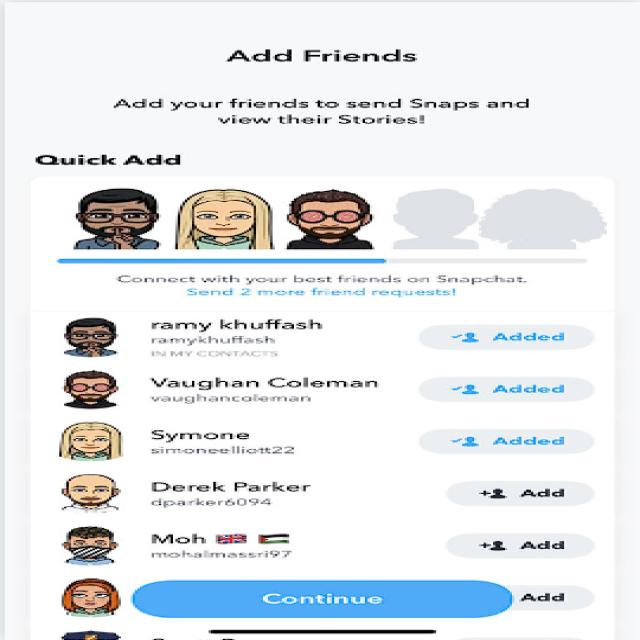 Add Friends
Add your friends to send Snaps and
view their Stories!
Quick Add
Connect with your best friends on Snapchat.
Send 2 more friend requests!
ramy khuffash
ramykhuffash
IN MY CONTACTS
Added
Vaughan Coleman
vaughancoleman
Added
Symone
simoneelliott22
Added
Derek Parker
dparker6094
Add
Moh 🇬🇧 🇵🇸
mohalmassri97
Add
Continue
Add